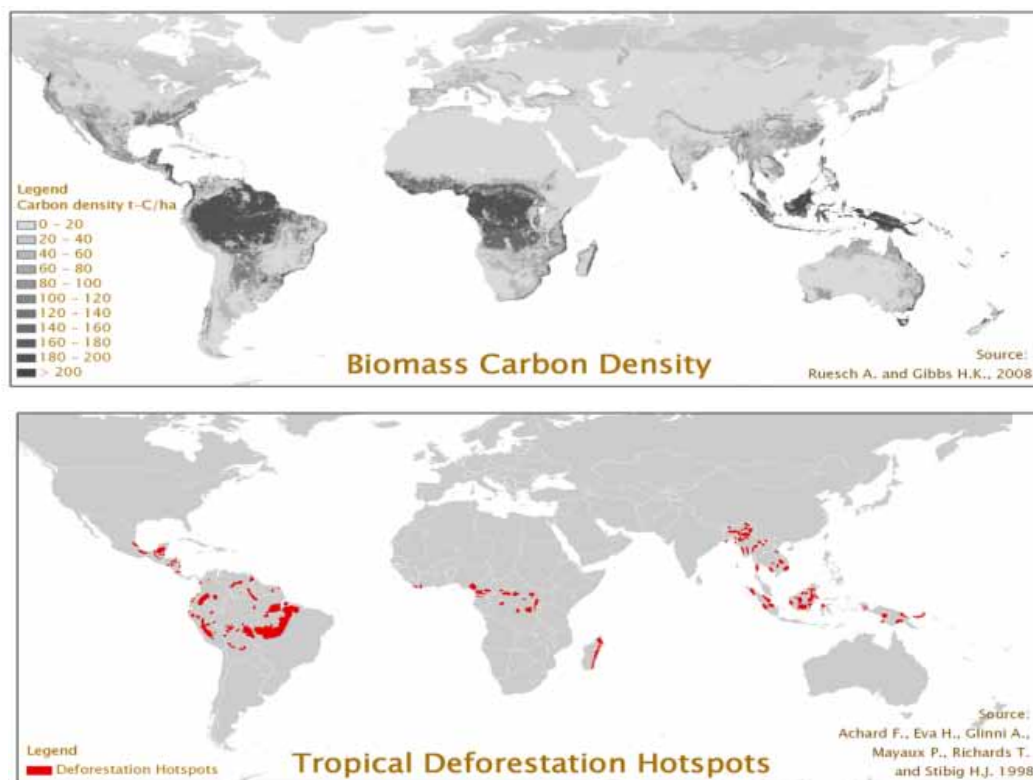 Legend
Carbon density t-C/ha
0 - 20
20 - 40
40 - 60
60 - 80
80 - 100
100 - 120
120 - 140
140 - 160
160 - 180
180 - 200
> 200
Biomass Carbon Density
Source:
Ruesch A. and Gibbs H.K., 2008
Legend
Deforestation Hotspots
Tropical Deforestation Hotspots
Source:
Achard F., Eva H., Glinni A.,
Mayaux P., Richards T.
and Stibig H.J. 1998